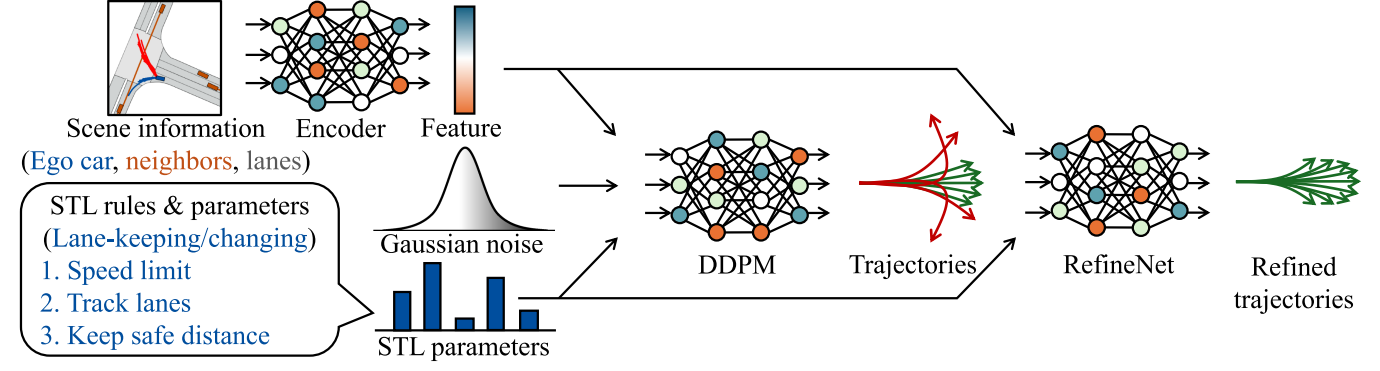 Scene information
(Ego car, neighbors, lanes)
Encoder
Feature
STL rules & parameters
(Lane-keeping/changing)
1. Speed limit
2. Track lanes
3. Keep safe distance
Gaussian noise
STL parameters
DDPM
Trajectories
RefineNet
Refined
trajectories